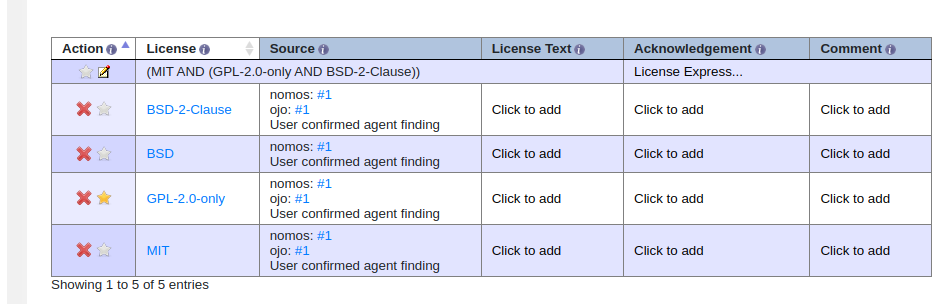 Action License Source License Text Acknowledgement Comment
(MIT AND (GPL-2.0-only AND BSD-2-Clause)) License Express...
BSD-2-Clause nomos: #1
ojo: #1
User confirmed agent finding Click to add Click to add Click to add
BSD nomos: #1
User confirmed agent finding Click to add Click to add Click to add
GPL-2.0-only nomos: #1
ojo: #1
User confirmed agent finding Click to add Click to add Click to add
MIT nomos: #1
ojo: #1
User confirmed agent finding Click to add Click to add Click to add
Showing 1 to 5 of 5 entries